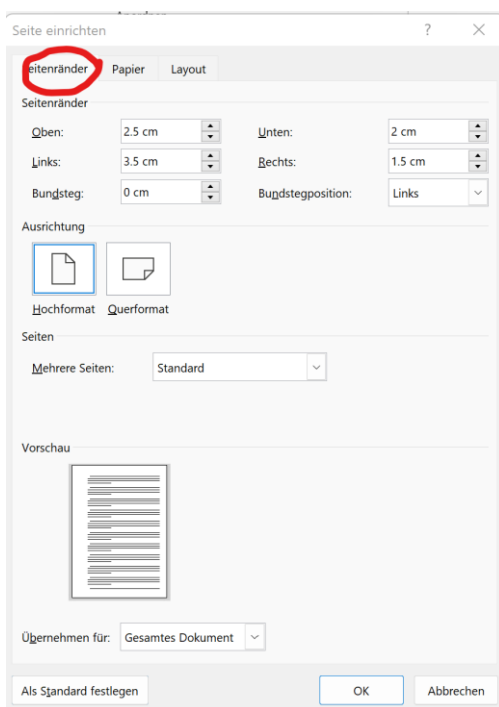 Seite einrichten ? ×
Seitenränder Papier Layout
Seitenränder
Oben: 2.5 cm Unten: 2 cm
Links: 3.5 cm Rechts: 1.5 cm
Bundsteg: 0 cm Bundstegposition: Links
Ausrichtung
Hochformat Querformat
Seiten
Mehrere Seiten: Standard
Vorschau
Übernehmen für: Gesamtes Dokument
Als Standard festlegen OK Abbrechen